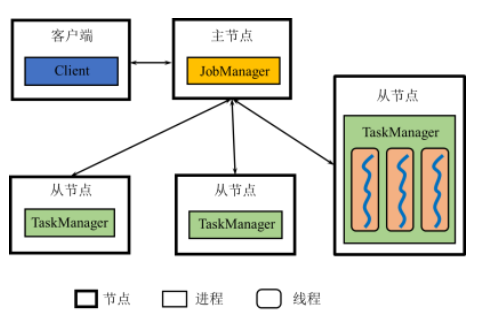 客户端
Client
主节点
JobManager
从节点
TaskManager
从节点
TaskManager
从节点
TaskManager
节点
进程
线程